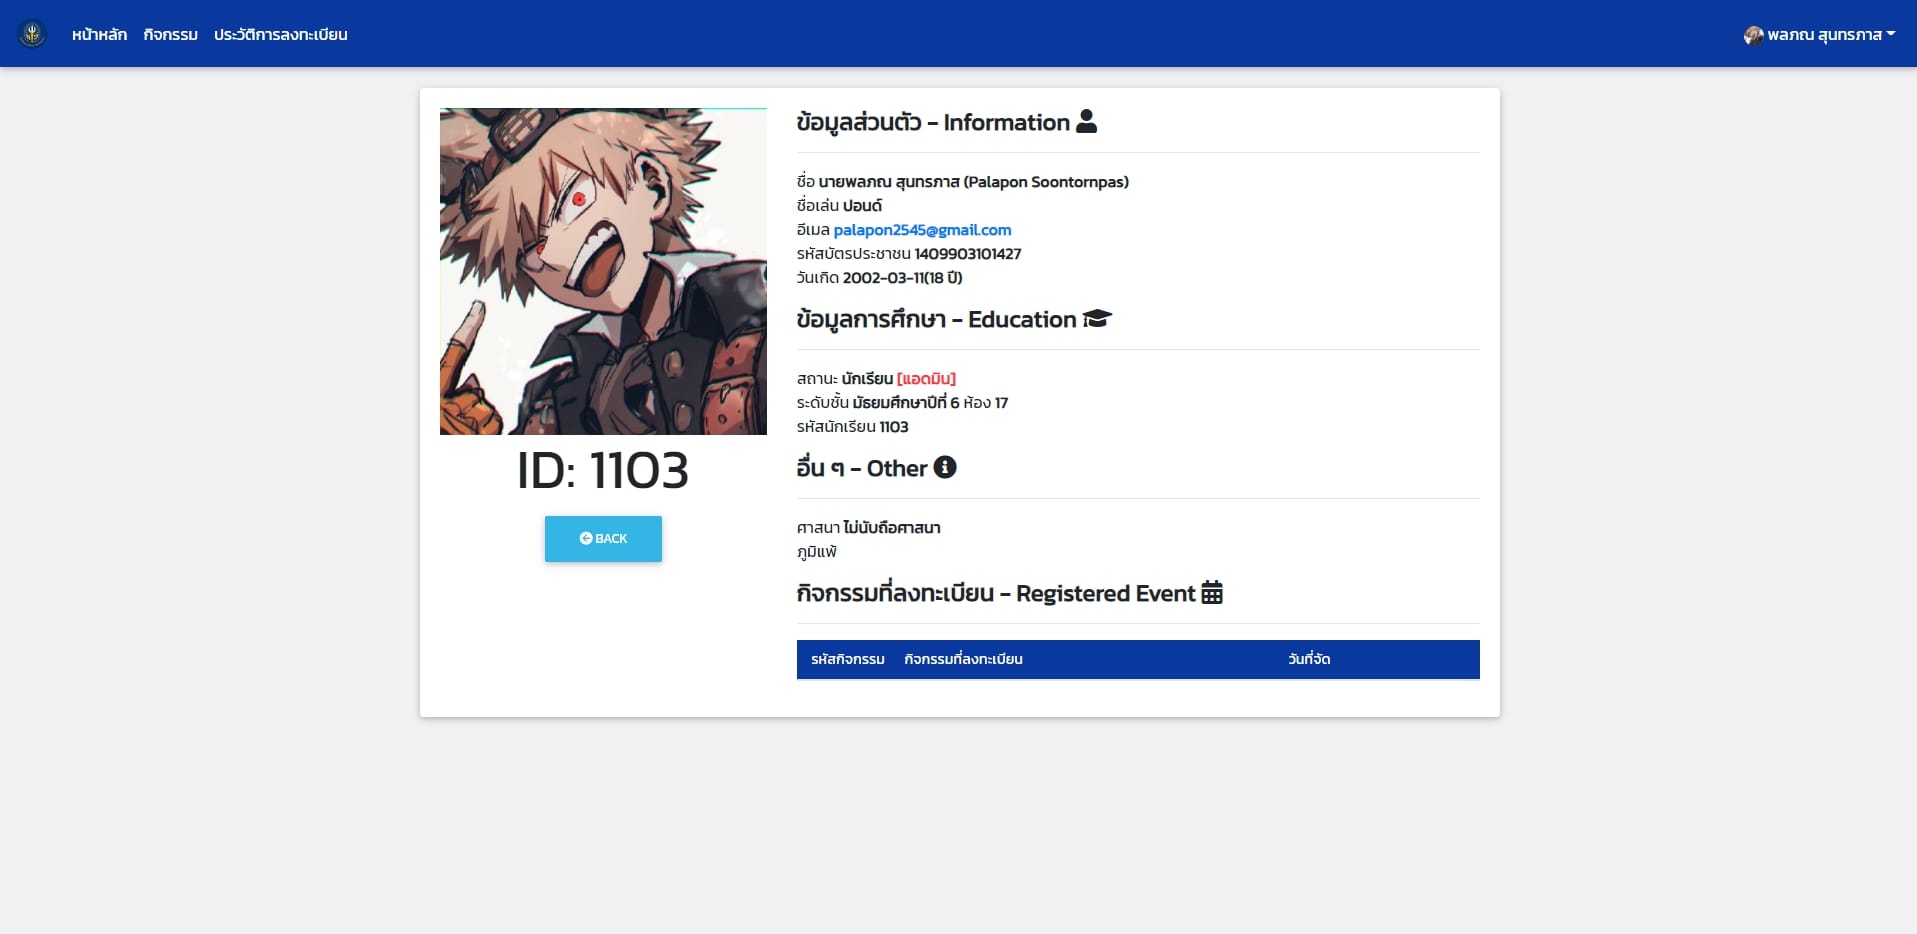 หน้าหลัก กิจกรรม ประวัติการลงทะเบียน
พลภณ สุนทรภาส
ID: 1103
BACK
ข้อมูลส่วนตัว - Information
ชื่อ นายพลภณ สุนทรภาส (Palapon Soontornpas)
ชื่อเล่น ปอนด์
อีเมล palapon2545@gmail.com
รหัสบัตรประชาชน 1409903101427
วันเกิด 2002-03-11(18 ปี)
ข้อมูลการศึกษา - Education
สถานะ นักเรียน [แอดมิน]
ระดับชั้น มัธยมศึกษาปีที่ 6 ห้อง 17
รหัสนักเรียน 1103
อื่น ๆ - Other
ศาสนา ไม่นับถือศาสนา
ภูมิแพ้
กิจกรรมที่ลงทะเบียน - Registered Event
รหัสกิจกรรม กิจกรรมที่ลงทะเบียน วันที่จัด